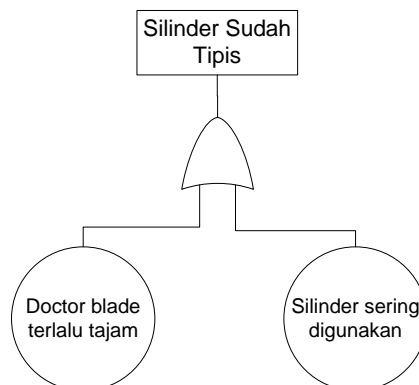 Silinder Sudah
Tipis
Doctor blade
terlalu tajam
Silinder sering
digunakan